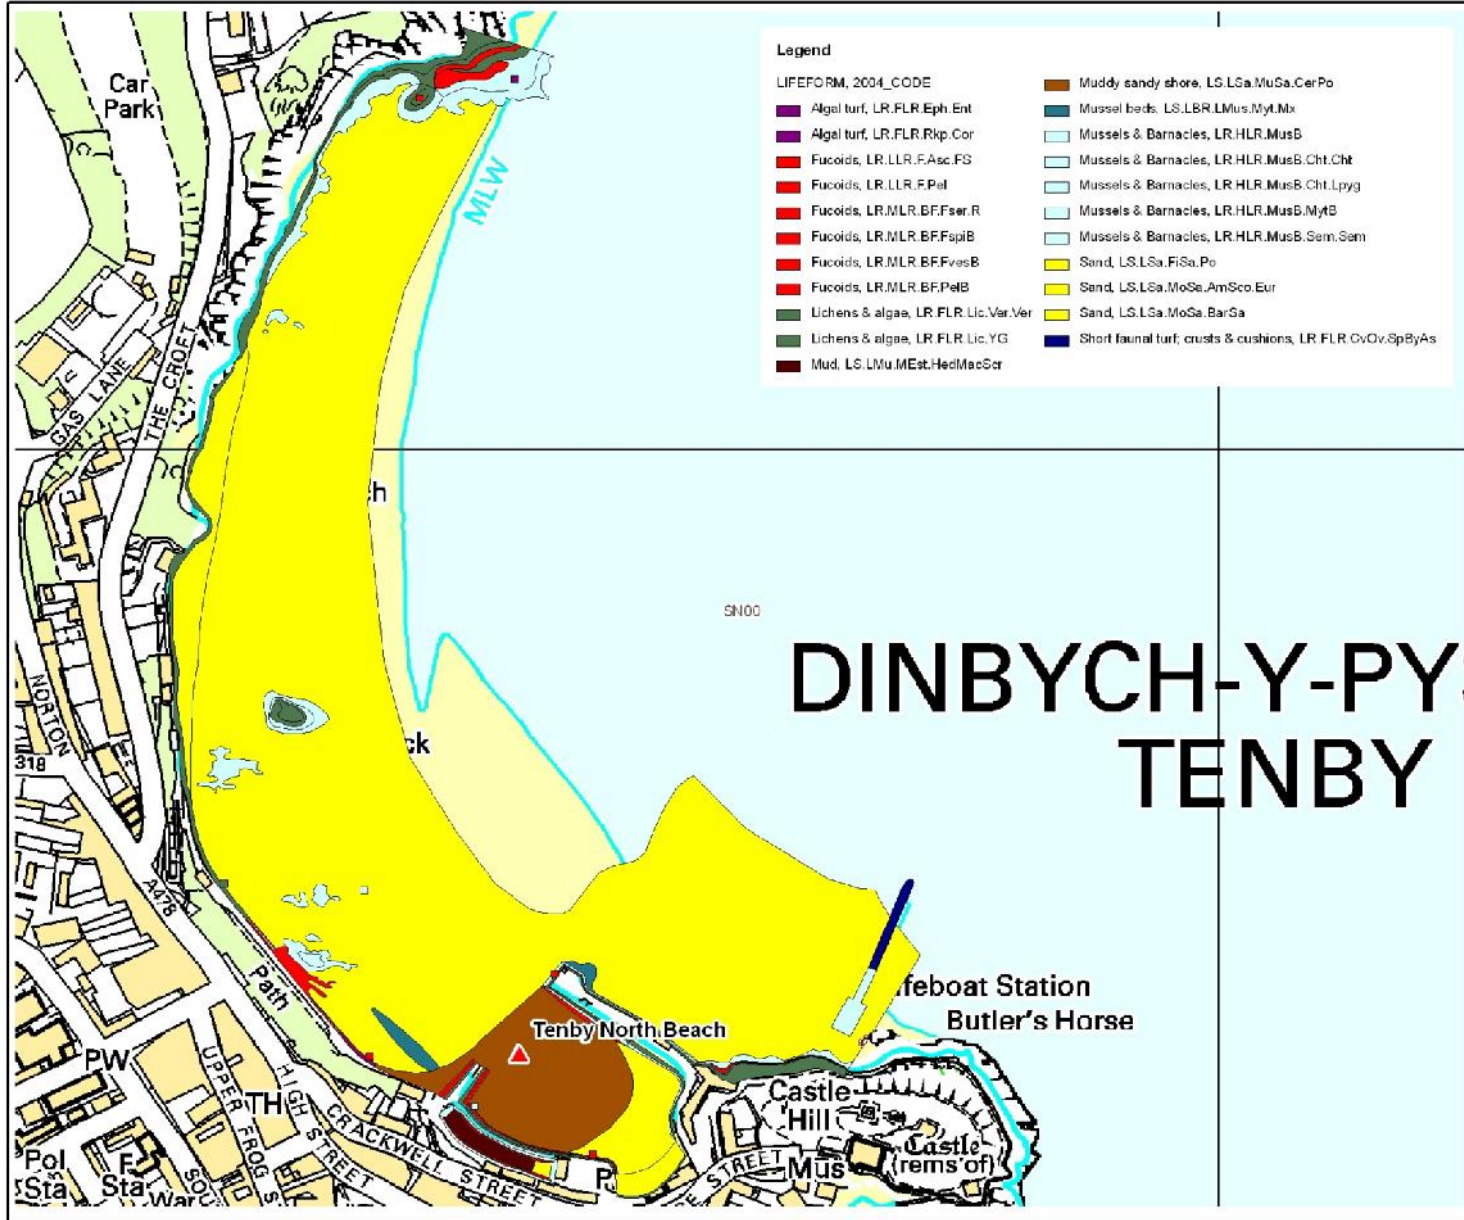 Legend
LIFEFORM, 2004_CODE
Algal turf, LR.FLR.Eph.Ent
Algal turf, LR.FLR.Rkp.Cor
Fucoids, LR.LLR.F.Asc.FS
Fucoids, LR.LLR.F.Pel
Fucoids, LR.MLR.BF.Fser.R
Fucoids, LR.MLR.BF.FspiB
Fucoids, LR.MLR.BF.FvesB
Fucoids, LR.MLR.BF.PelB
Lichens & algae, LR.FLR.Lic.Ver.Ver
Lichens & algae, LR.FLR.Lic.YG
Mud, LS.LMu.MEst.HedMacScr
Muddy sandy shore, LS.LSa.MuSa.CerPo
Mussel beds, LS.LBR.LMus.Myt.Mx
Mussels & Barnacles, LR.HLR.MusB
Mussels & Barnacles, LR.HLR.MusB.Cht.Cht
Mussels & Barnacles, LR.HLR.MusB.Cht.Lpyg
Mussels & Barnacles, LR.HLR.MusB.MytB
Mussels & Barnacles, LR.HLR.MusB.Sem.Sem
Sand, LS.LSa.FiSa.Po
Sand, LS.LSa.MoSa.AmSco.Eur
Sand, LS.LSa.MoSa.BarSa
Short faunal turf; crusts & cushions, LR.FLR.CvOv.SpByAs
Car
Park
MLW
GAS LANE
THE CROFT
h
SN00
DINBYCH-Y-PYS
TENBY
NORTON
318
ck
A478
Path
ifeboat Station
Butler's Horse
Tenby North Beach
PW
UPPER FROG S
HIGH STREET
TH
CRACKWELL STREET
Castle
Hill
Castle
(rems of)
Mus
E STREET
P
Pol
Sta
F
Sta
War
SOU